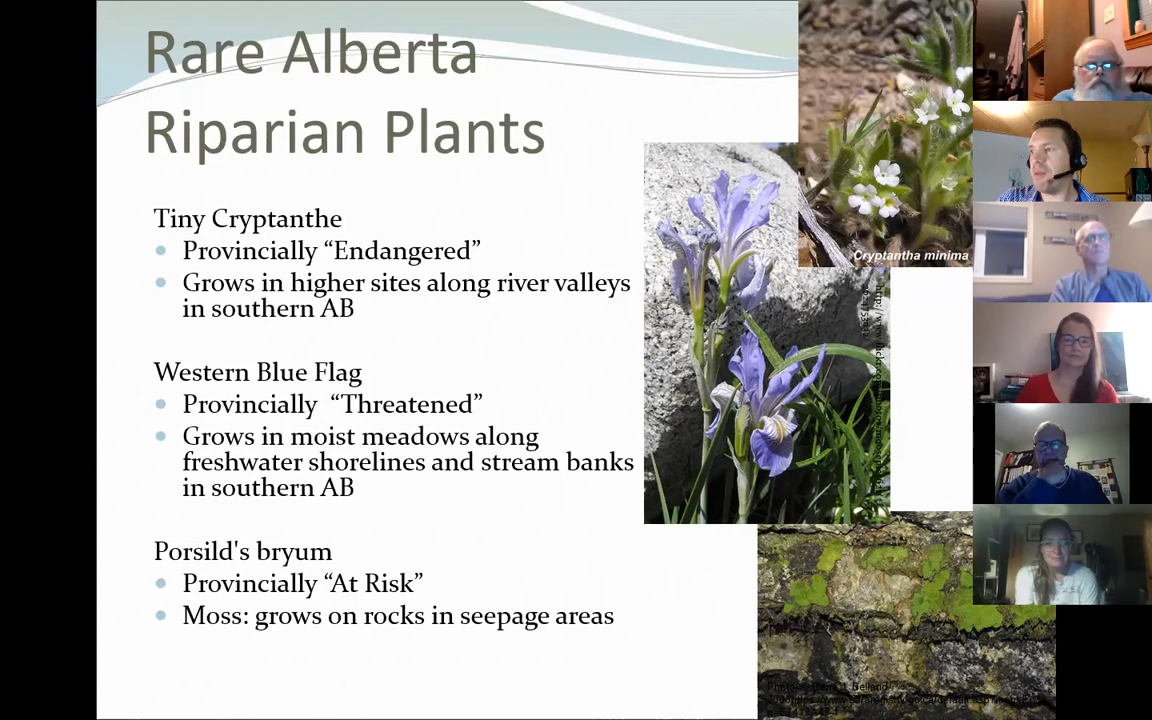 Rare Alberta
Riparian Plants
Tiny Cryptanthe
Provincially “Endangered”
Grows in higher sites along river valleys
in southern AB
Western Blue Flag
Provincially “Threatened”
Grows in moist meadows along
freshwater shorelines and stream banks
in southern AB
Porsild's bryum
Provincially “At Risk”
Moss: grows on rocks in seepage areas
Cryptantha minima